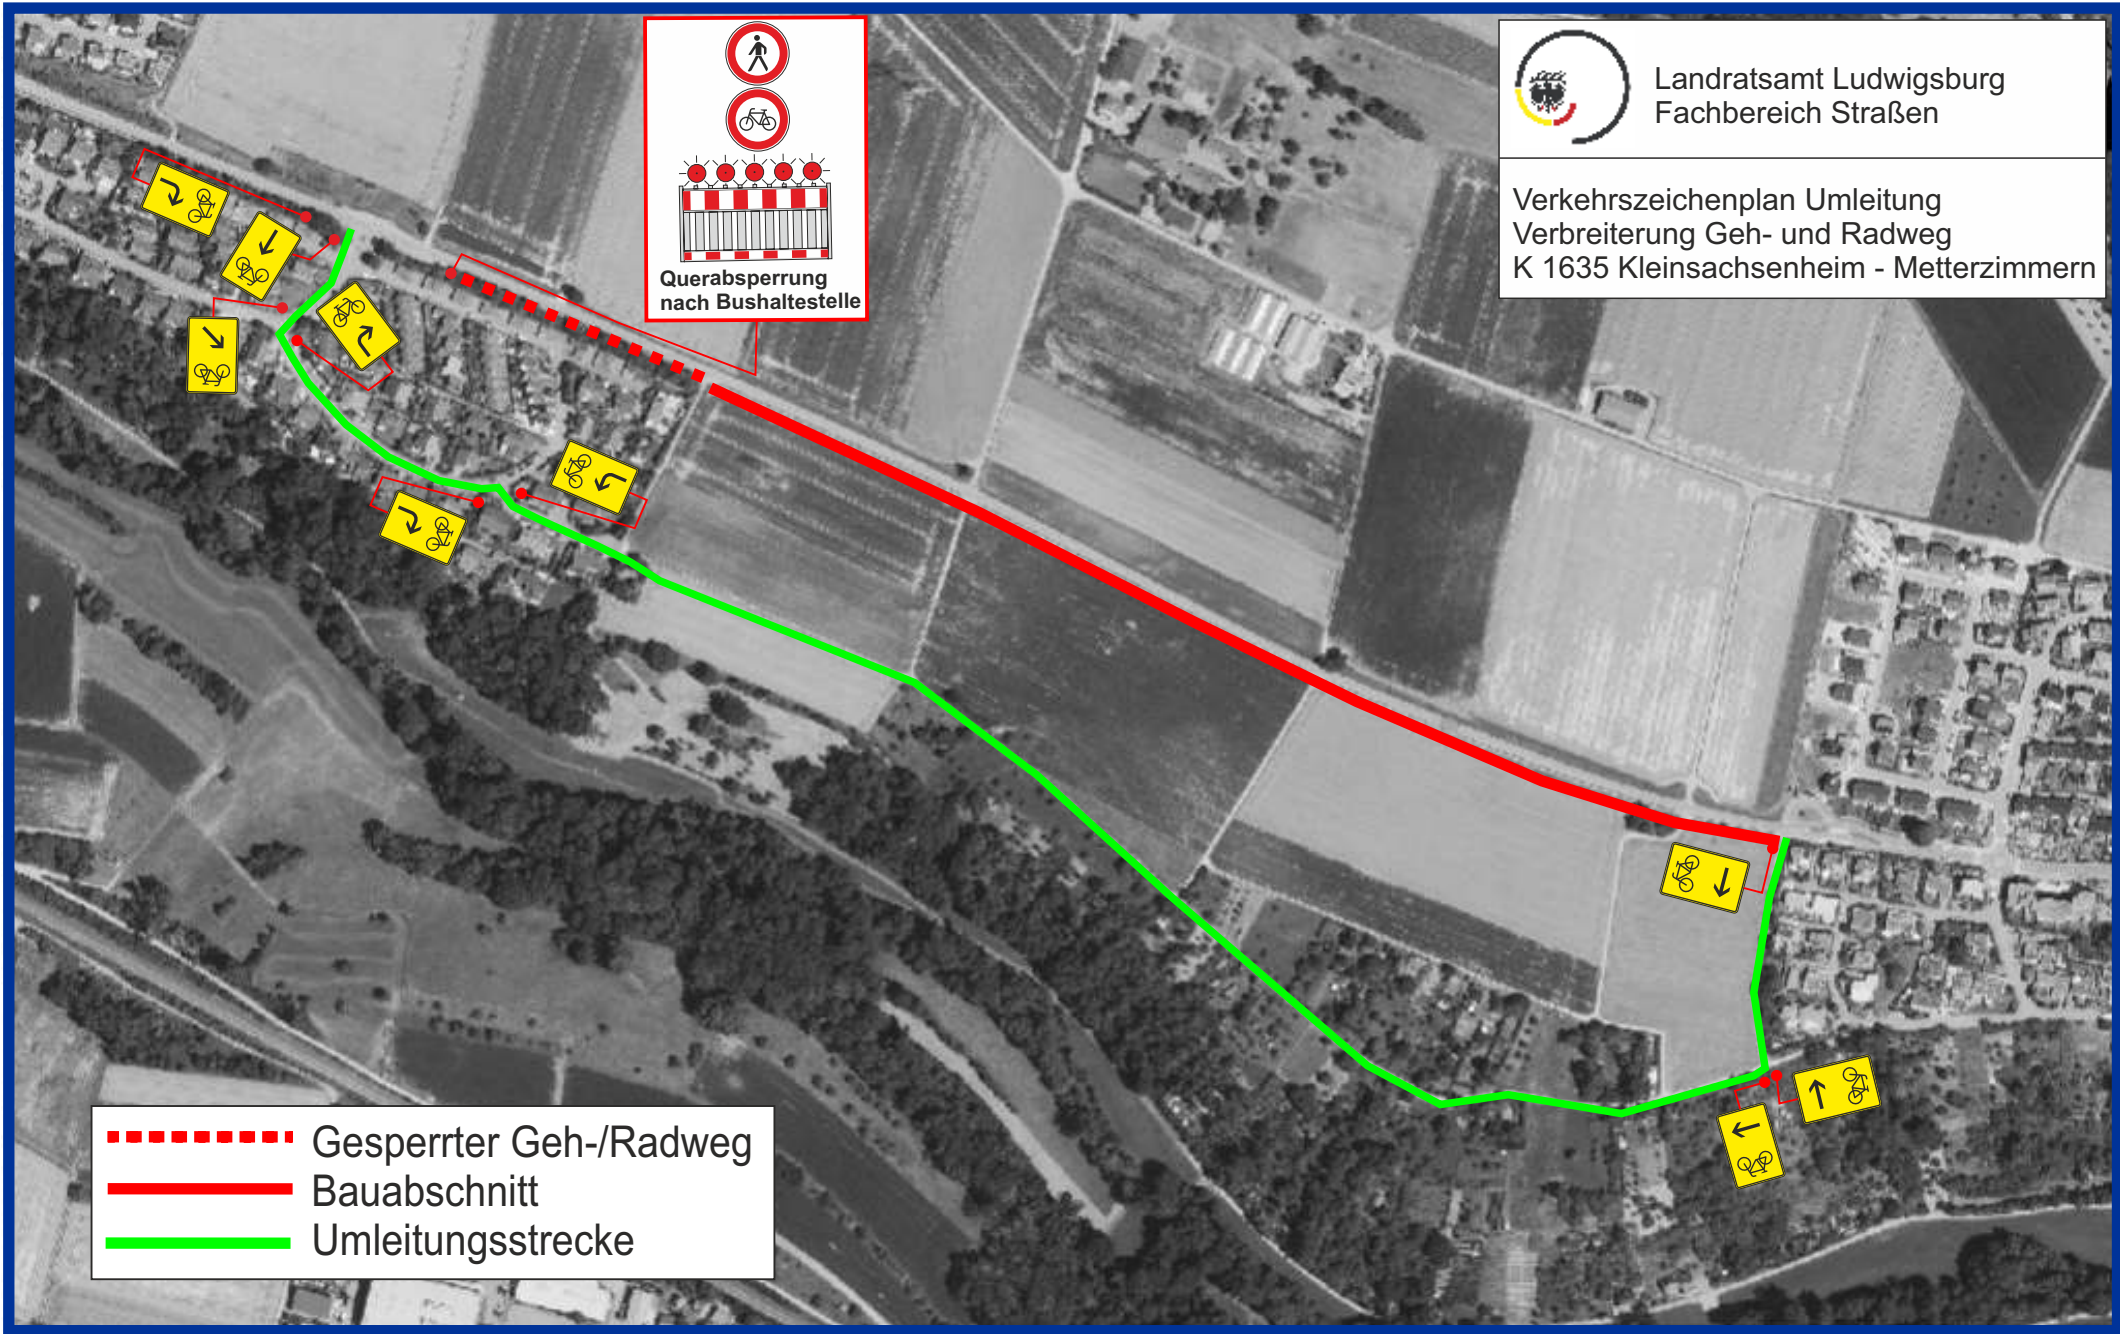 Querabsperrung
nach Bushaltestelle
Landratsamt Ludwigsburg
Fachbereich Straßen
Verkehrszeichenplan Umleitung
Verbreiterung Geh- und Radweg
K 1635 Kleinsachsenheim - Metterzimmern
Gesperrter Geh-/Radweg
Bauabschnitt
Umleitungsstrecke